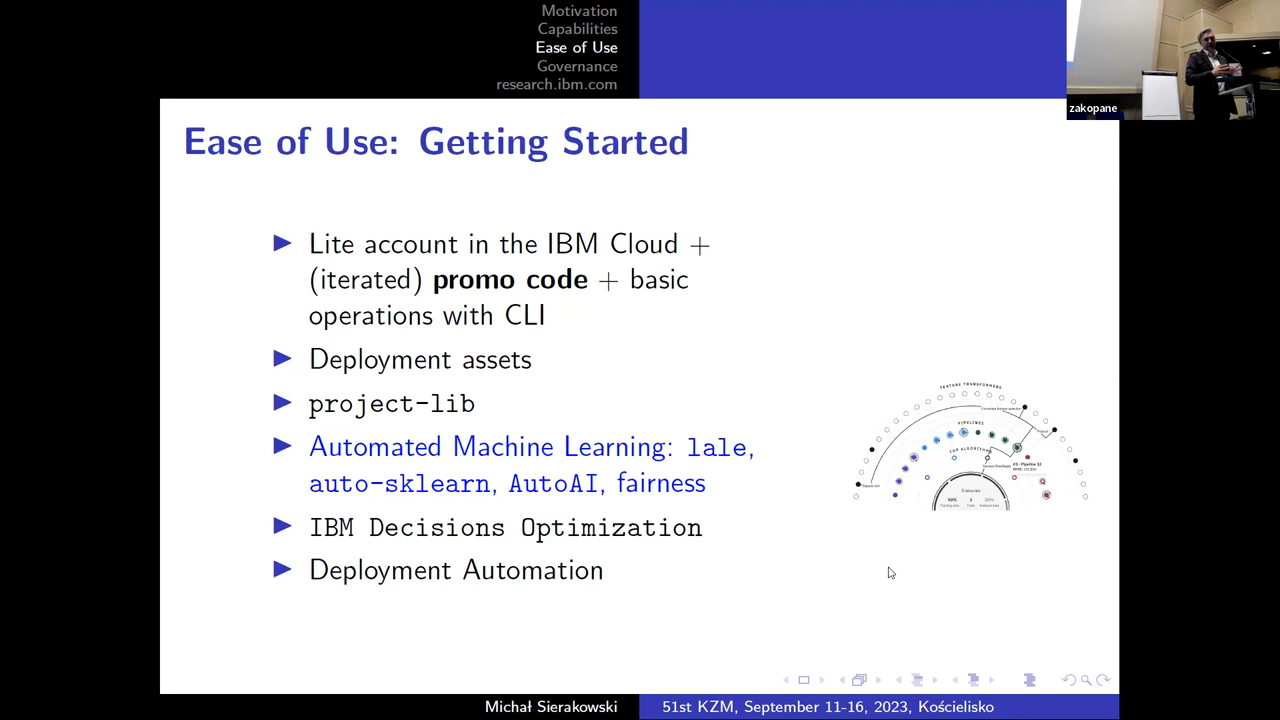 Motivation
Capabilities
Ease of Use
Governance
research.ibm.com
zakopane
Ease of Use: Getting Started
Lite account in the IBM Cloud +
(iterated) promo code + basic
operations with CLI
Deployment assets
project-lib
Automated Machine Learning: lale,
auto-sklearn, AutoAI, fairness
IBM Decisions Optimization
Deployment Automation
FEATURE TRANSFORMERS
PIPELINES
TOP ALGORITHMS
Michał Sierakowski
51st KZM, September 11-16, 2023, Kościelisko